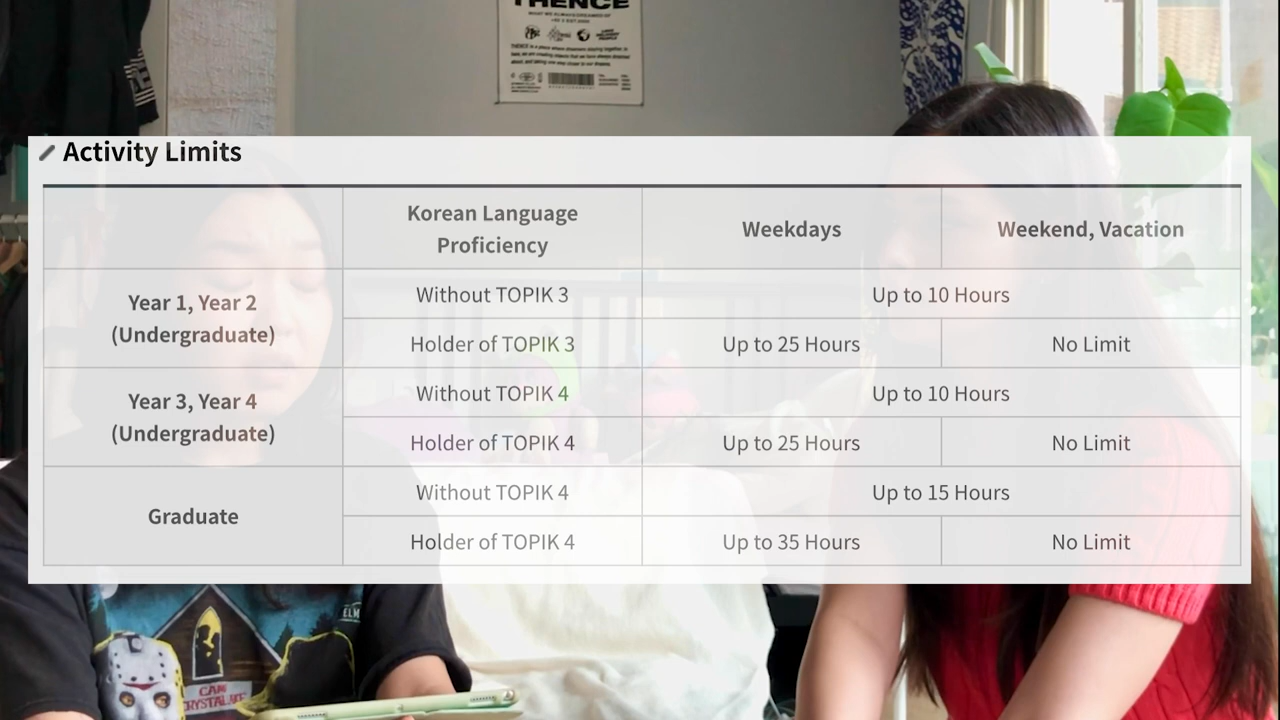 THENCE
Activity Limits
Korean Language Proficiency Weekdays Weekend, Vacation
Year 1, Year 2 (Undergraduate) Without TOPIK 3 Up to 10 Hours
Holder of TOPIK 3 Up to 25 Hours No Limit
Year 3, Year 4 (Undergraduate) Without TOPIK 4 Up to 10 Hours
Holder of TOPIK 4 Up to 25 Hours No Limit
Graduate Without TOPIK 4 Up to 15 Hours
Holder of TOPIK 4 Up to 35 Hours No Limit